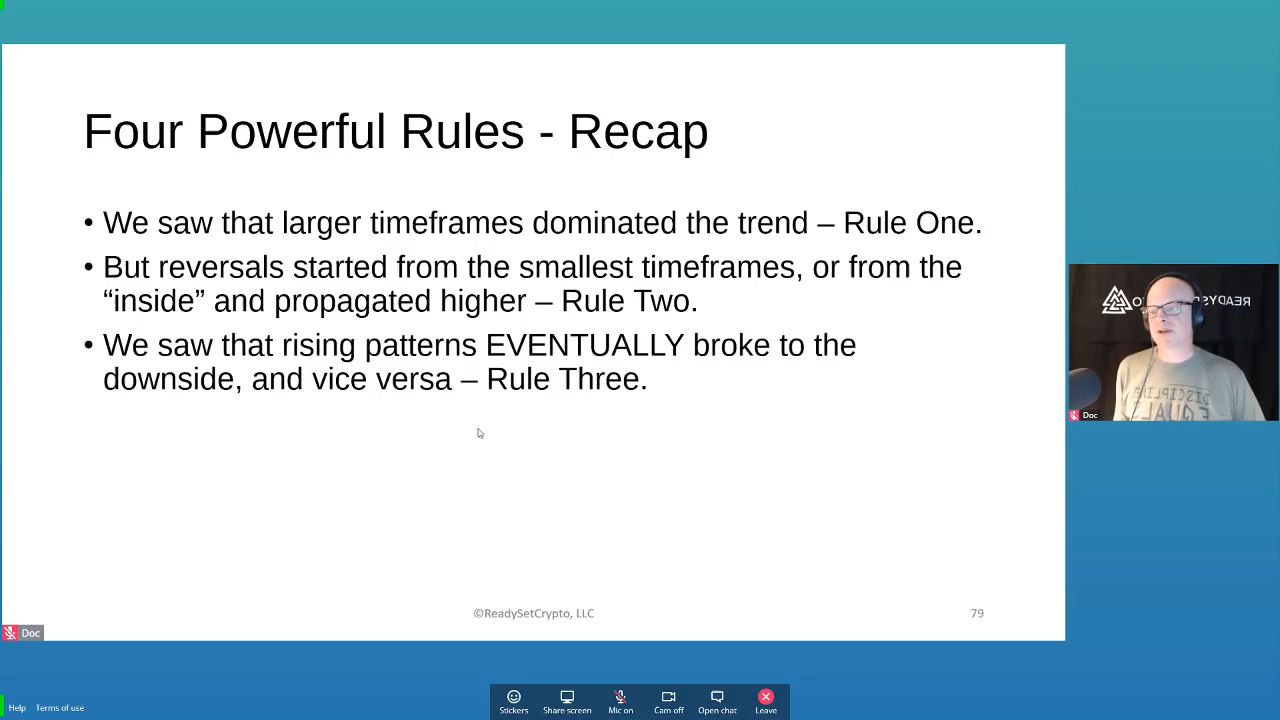 Four Powerful Rules - Recap
• We saw that larger timeframes dominated the trend – Rule One.
• But reversals started from the smallest timeframes, or from the
“inside” and propagated higher – Rule Two.
• We saw that rising patterns EVENTUALLY broke to the
downside, and vice versa – Rule Three.
©ReadySetCrypto, LLC
79
Doc
DISCIPLINE
EQUALS
Doc
Help
Terms of use
Stickers
Share screen
Mic on
Cam off
Open chat
Leave